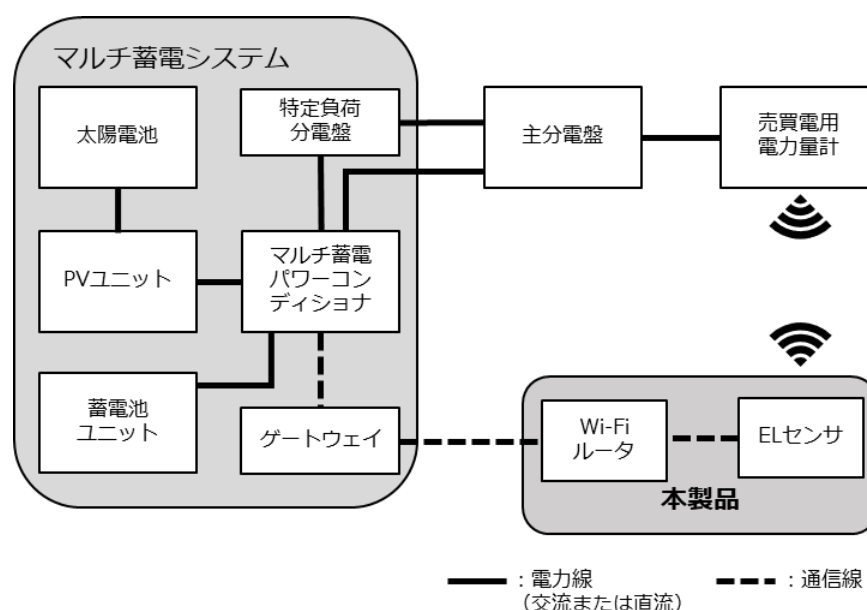 マルチ蓄電システム
太陽電池
特定負荷
分電盤
主分電盤
売買電用
電力量計
PVユニット
マルチ蓄電
パワーコン
ディショナ
蓄電池
ユニット
ゲートウェイ
Wi-Fi
ルータ
ELセンサ
本製品
：電力線
（交流または直流）
：通信線